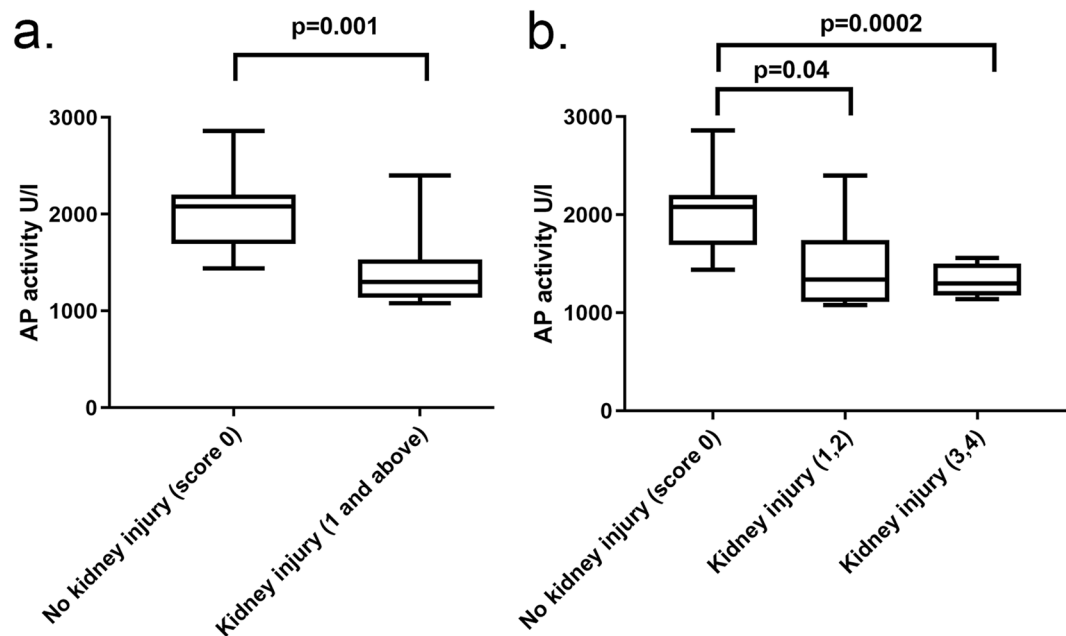 a.
p=0.001
AP activity U/l
3000
2000
1000
0
No kidney injury (score 0)
Kidney injury (1 and above)
b.
p=0.0002
p=0.04
AP activity U/l
3000
2000
1000
0
No kidney injury (score 0)
Kidney injury (1,2)
Kidney injury (3,4)